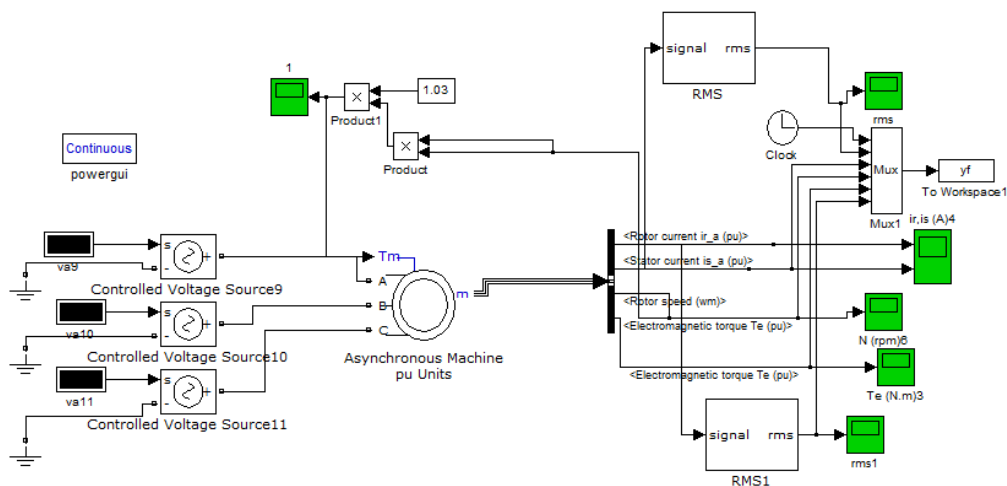 signal rms
RMS
1
1.03
Product1
rms
Clock
Continuous
powergui
Product
Mux
yf
To Workspace1
Mux1
ir,is (A)4
<Rotor current ir_a (pu)>
s
-
+
va9
Tm
<Stator current is_a (pu)>
Controlled Voltage Source9
A
m
<Rotor speed (wm)>
s
-
+
B
va10
C
<Electromagnetic torque Te (pu)>
N (rpm)6
Controlled Voltage Source10
Asynchronous Machine
pu Units
s
-
+
va11
<Electromagnetic torque Te (pu)>
Te (N.m)3
Controlled Voltage Source11
signal rms
RMS1
rms1